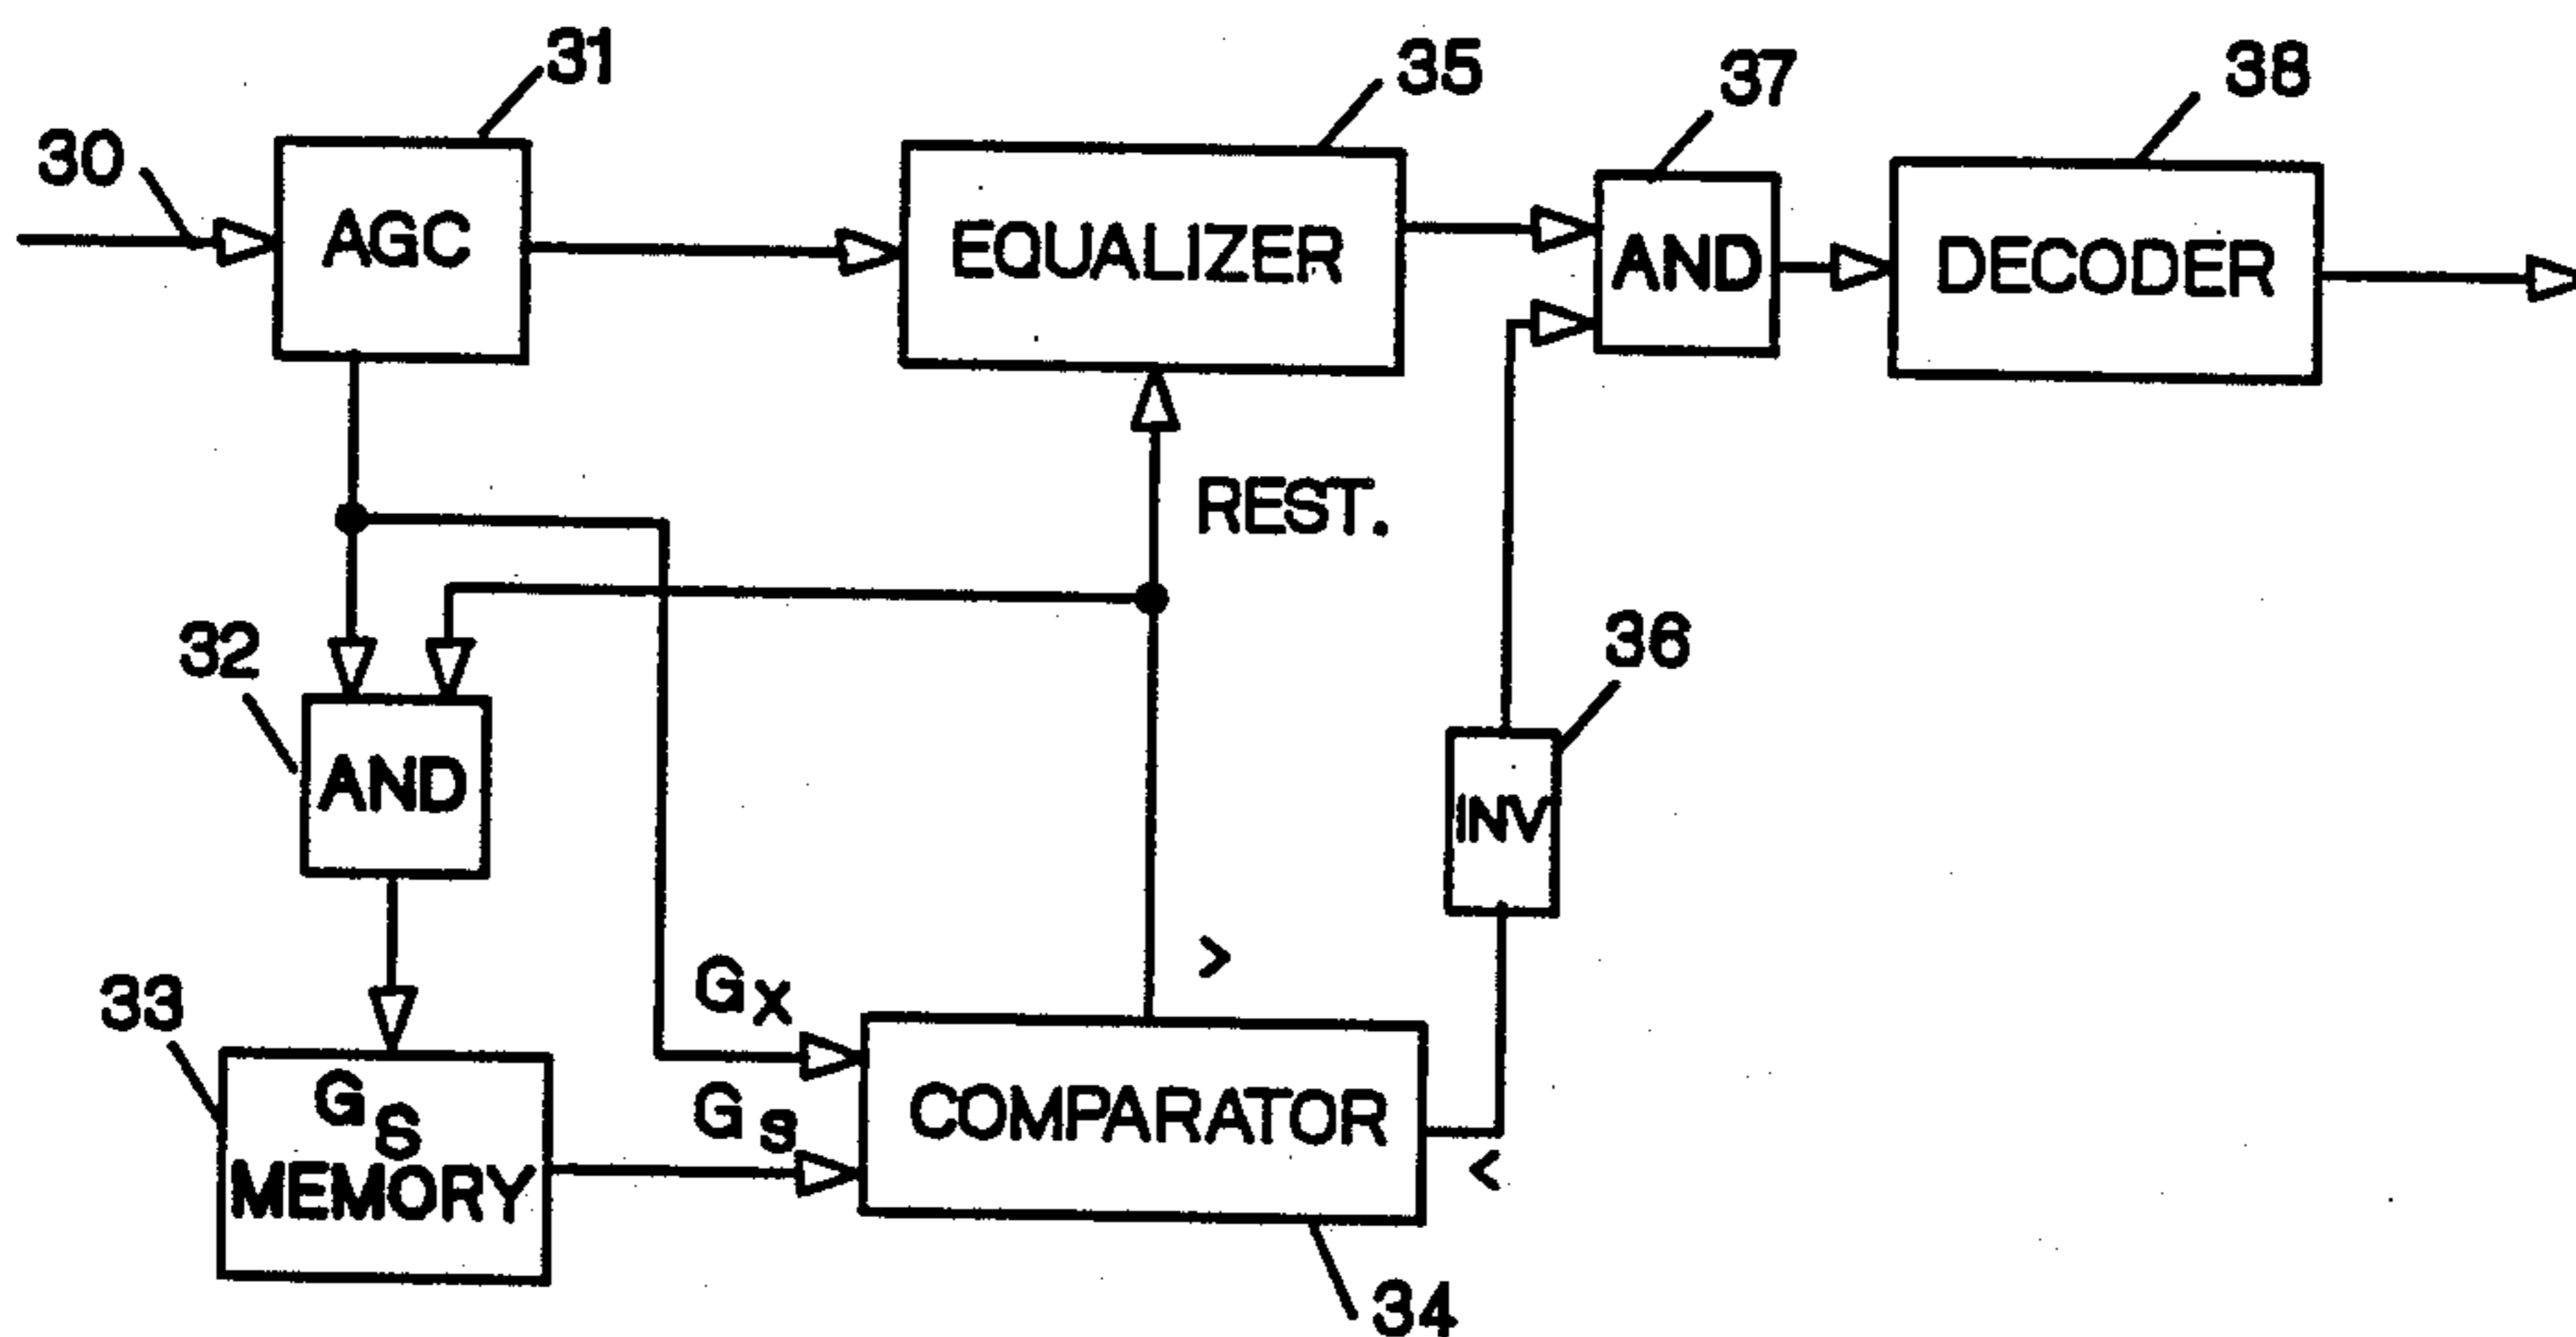 31
35
37
38
30
AGC
EQUALIZER
AND
DECODER
REST.
32
36
AND
INV
33
GX
>
GS
MEMORY
GS
COMPARATOR
<
34